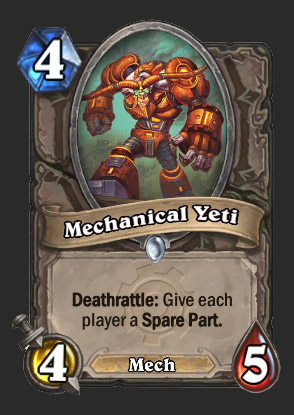 4
Mechanical Yeti
Deathrattle: Give each
player a Spare Part.
4
Mech
5